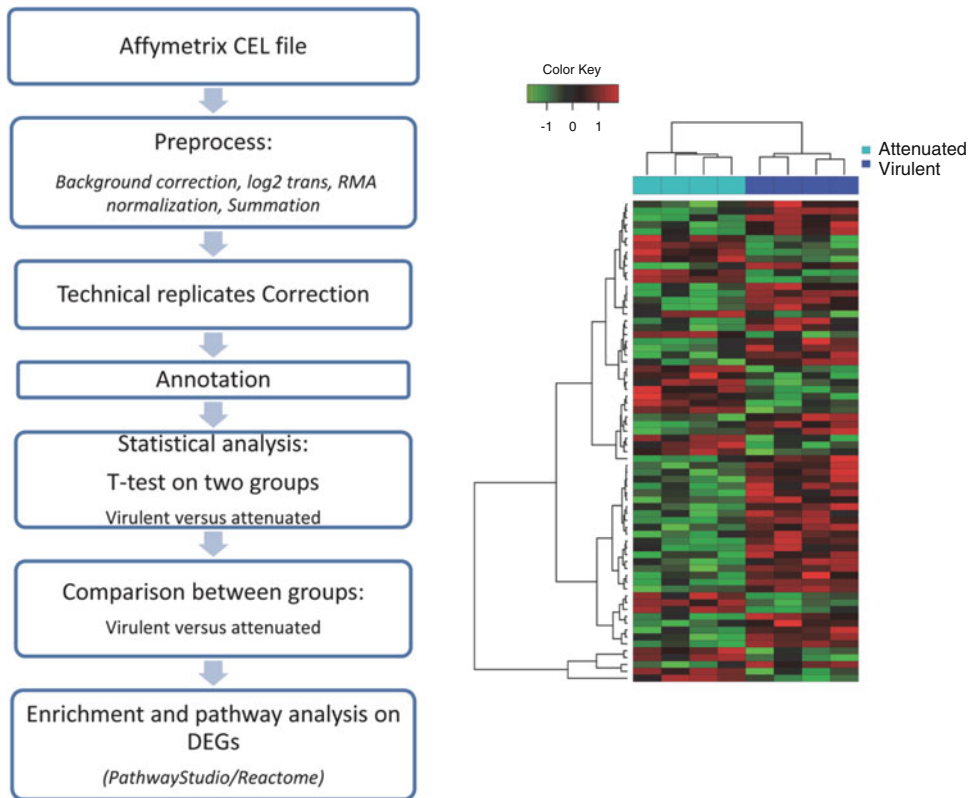 Affymetrix CEL file
Preprocess:
Background correction, log2 trans, RMA
normalization, Summation
Technical replicates Correction
Annotation
Statistical analysis:
T-test on two groups
Virulent versus attenuated
Comparison between groups:
Virulent versus attenuated
Enrichment and pathway analysis on
DEGs
(PathwayStudio/Reactome)
Color Key
-1 0 1
Attenuated
Virulent